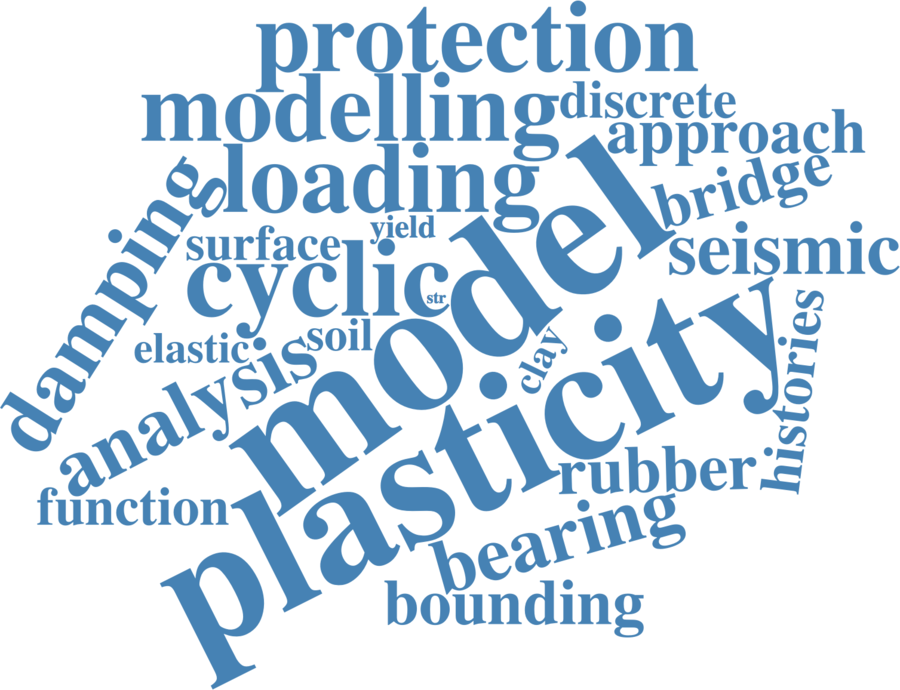 protection
modelling
discrete
approach
loading
bridge
damping
yield
surface
seismic
cyclic
str
model
elastic
soil
clay
histories
analysis
plasticity
rubber
function
bearing
bounding